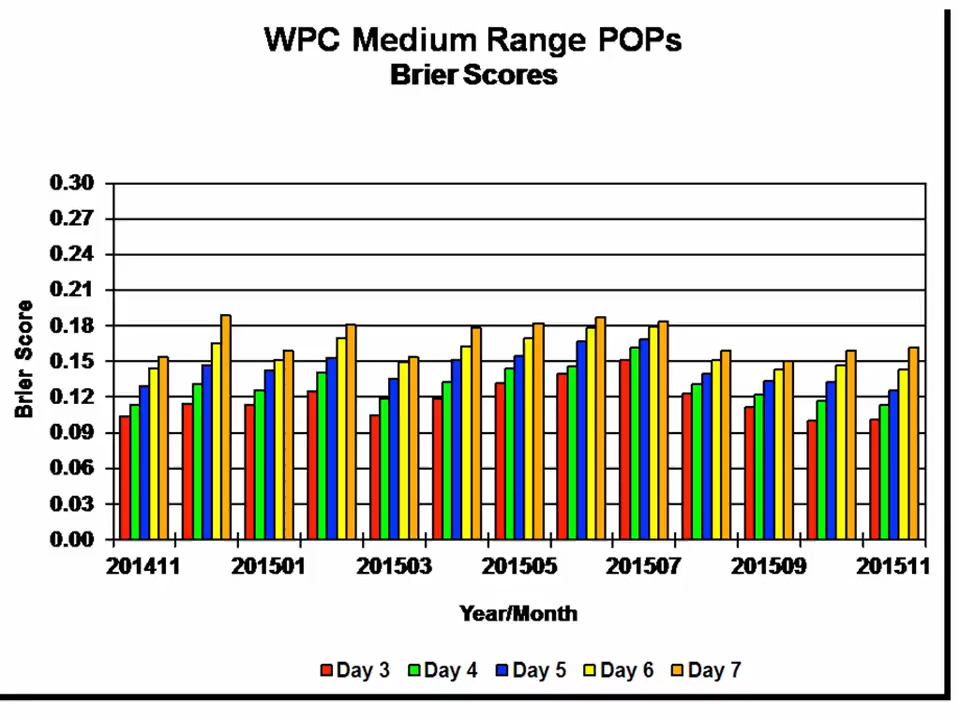 WPC Medium Range POPs
Brier Scores
0.30
0.27
0.24
0.21
0.18
0.15
0.12
0.09
0.06
0.03
0.00
Brier Score
201411 201501 201503 201505 201507 201509 201511
Year/Month
Day 3 Day 4 Day 5 Day 6 Day 7